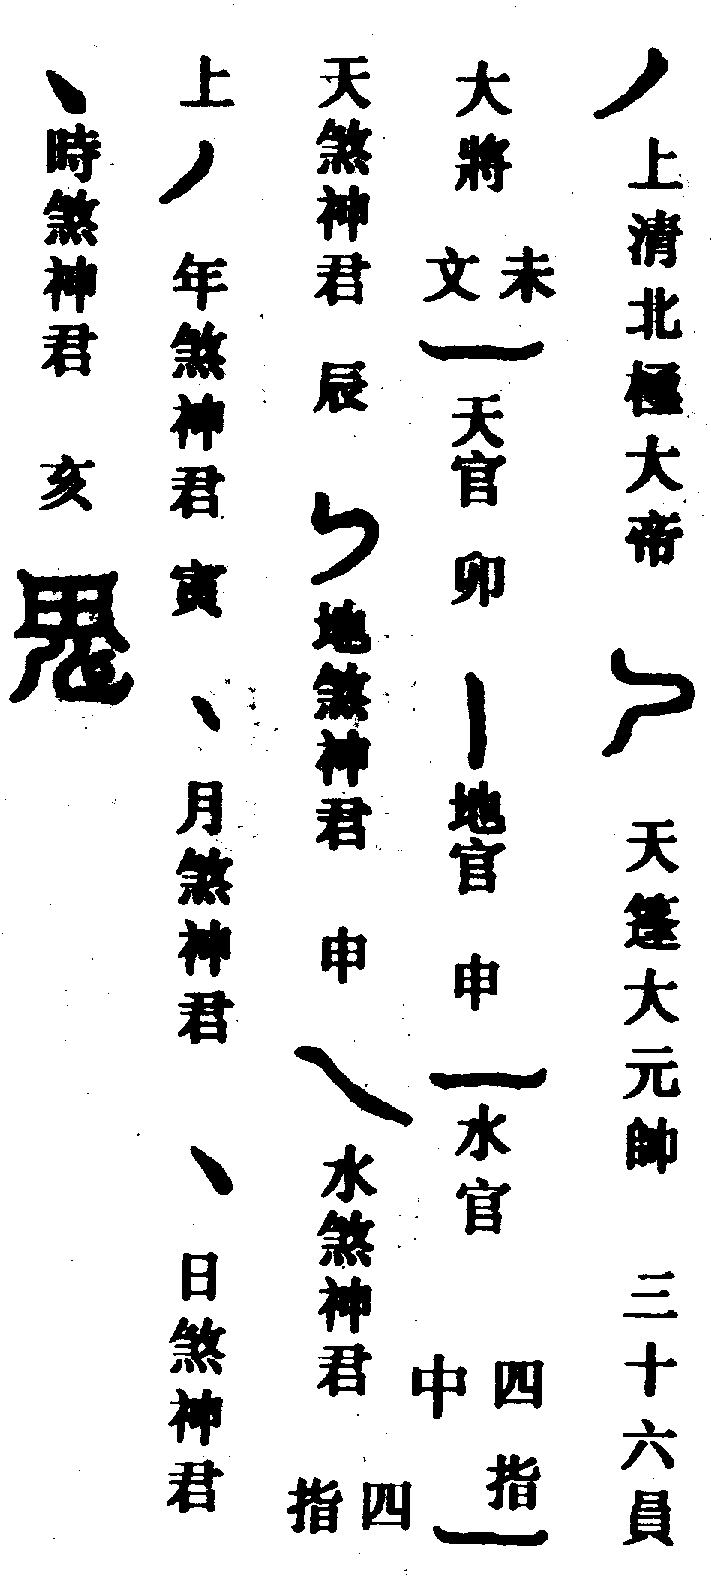 上清北極大帝 天篷大元帥 三十六員
大將 未文 天官 卯 地官 申 水官 四指中
天煞神君 辰 地煞神君 申 水煞神君 四指
上 年煞神君 寅 月煞神君 日煞神君
時煞神君 亥